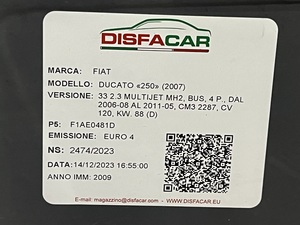 DISFACAR
MARCA: FIAT
MODELLO: DUCATO «250» (2007)
VERSIONE: 33 2.3 MULTIJET MH2, BUS, 4 P., DAL
2006-08 AL 2011-05, CM3 2287, CV
120, KW. 88 (D)
P5: F1AE0481D
EMISSIONE: EURO 4
NS: 2474/2023
DATA:14/12/2023 16:55:00
ANNO IMM: 2009
E-mail: magazzino@disfacar.eu / WWW.DISFACAR.EU